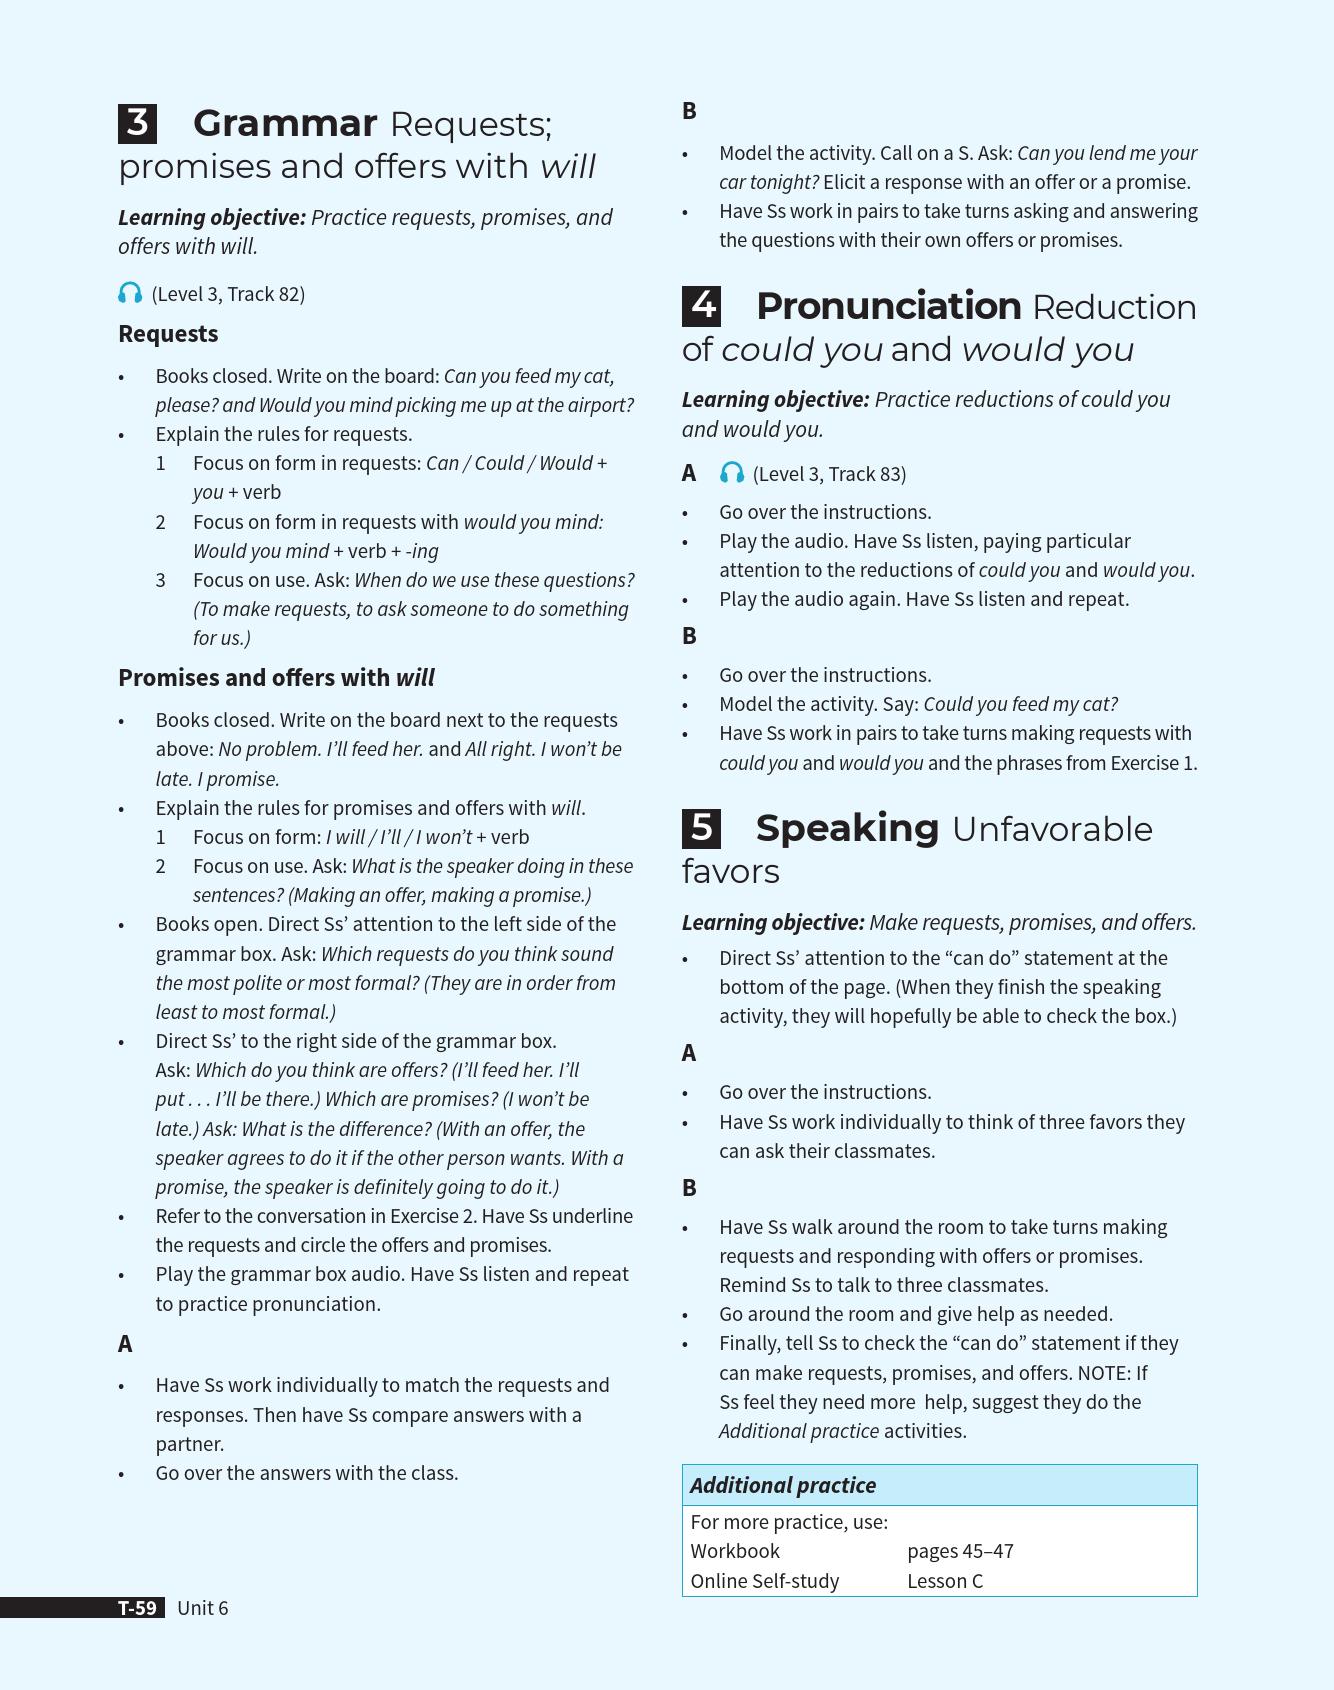 3 Grammar Requests;
promises and offers with will
Learning objective: Practice requests, promises, and
offers with will.
(Level 3, Track 82)
Requests
• Books closed. Write on the board: Can you feed my cat,
please? and Would you mind picking me up at the airport?
• Explain the rules for requests.
1 Focus on form in requests: Can / Could / Would +
you + verb
2 Focus on form in requests with would you mind:
Would you mind + verb + -ing
3 Focus on use. Ask: When do we use these questions?
(To make requests, to ask someone to do something
for us.)
Promises and offers with will
• Books closed. Write on the board next to the requests
above: No problem. I’ll feed her. and All right. I won’t be
late. I promise.
• Explain the rules for promises and offers with will.
1 Focus on form: I will / I’ll / I won’t + verb
2 Focus on use. Ask: What is the speaker doing in these
sentences? (Making an offer, making a promise.)
• Books open. Direct Ss’ attention to the left side of the
grammar box. Ask: Which requests do you think sound
the most polite or most formal? (They are in order from
least to most formal.)
• Direct Ss’ to the right side of the grammar box.
Ask: Which do you think are offers? (I’ll feed her. I’ll
put . . . I’ll be there.) Which are promises? (I won’t be
late.) Ask: What is the difference? (With an offer, the
speaker agrees to do it if the other person wants. With a
promise, the speaker is definitely going to do it.)
• Refer to the conversation in Exercise 2. Have Ss underline
the requests and circle the offers and promises.
• Play the grammar box audio. Have Ss listen and repeat
to practice pronunciation.
A
• Have Ss work individually to match the requests and
responses. Then have Ss compare answers with a
partner.
• Go over the answers with the class.
B
• Model the activity. Call on a S. Ask: Can you lend me your
car tonight? Elicit a response with an offer or a promise.
• Have Ss work in pairs to take turns asking and answering
the questions with their own offers or promises.
4 Pronunciation Reduction
of could you and would you
Learning objective: Practice reductions of could you
and would you.
A (Level 3, Track 83)
• Go over the instructions.
• Play the audio. Have Ss listen, paying particular
attention to the reductions of could you and would you.
• Play the audio again. Have Ss listen and repeat.
B
• Go over the instructions.
• Model the activity. Say: Could you feed my cat?
• Have Ss work in pairs to take turns making requests with
could you and would you and the phrases from Exercise 1.
5 Speaking Unfavorable
favors
Learning objective: Make requests, promises, and offers.
• Direct Ss’ attention to the “can do” statement at the
bottom of the page. (When they finish the speaking
activity, they will hopefully be able to check the box.)
A
• Go over the instructions.
• Have Ss work individually to think of three favors they
can ask their classmates.
B
• Have Ss walk around the room to take turns making
requests and responding with offers or promises.
Remind Ss to talk to three classmates.
• Go around the room and give help as needed.
• Finally, tell Ss to check the “can do” statement if they
can make requests, promises, and offers. NOTE: If
Ss feel they need more help, suggest they do the
Additional practice activities.
Additional practice
For more practice, use:
Workbook pages 45–47
Online Self-study Lesson C
T-59 Unit 6